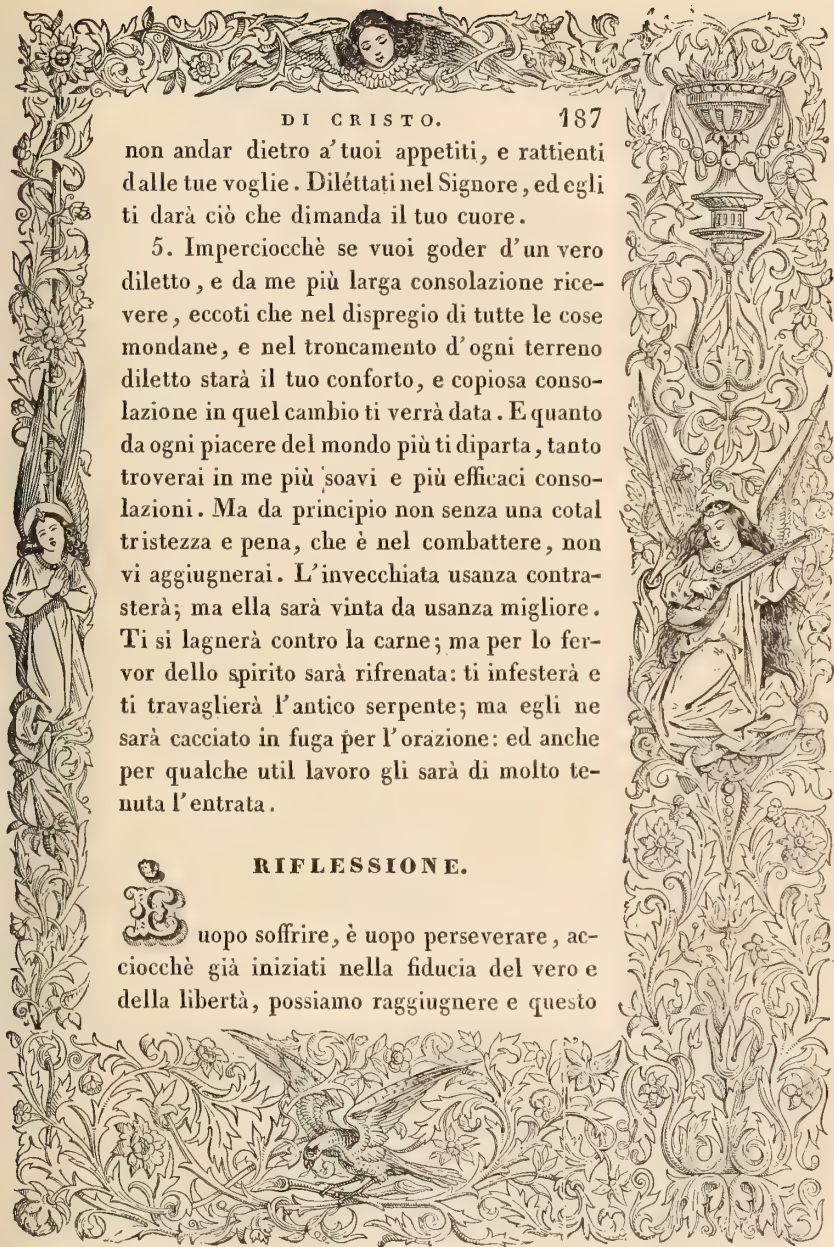 DI CRISTO. 187
non andar dietro a' tuoi appetiti, e rattienti
dalle tue voglie. Diléttati nel Signore, ed egli
ti darà ciò che dimanda il tuo cuore.
5. Imperciocchè se vuoi goder d'un vero
diletto, e da me più larga consolazione rice-
vere, eccoti che nel dispregio di tutte le cose
mondane, e nel troncamento d'ogni terreno
diletto starà il tuo conforto, e copiosa conso-
lazione in quel cambio ti verrà data. E quanto
da ogni piacere del mondo più ti diparta, tanto
troverai in me più soavi e più efficaci conso-
lazioni. Ma da principio non senza una cotal
tristezza e pena, che è nel combattere, non
vi aggiugnerai. L'invecchiata usanza contra-
sterà; ma ella sarà vinta da usanza migliore.
Ti si lagnerà contro la carne; ma per lo fer-
vor dello spirito sarà rifrenata: ti infesterà e
ti travaglierà l'antico serpente; ma egli ne
sarà cacciato in fuga per l'orazione: ed anche
per qualche util lavoro gli sarà di molto te-
nuta l'entrata.
RIFLESSIONE.
È uopo soffrire, è uopo perseverare, ac-
ciocchè già iniziati nella fiducia del vero e
della libertà, possiamo raggiugnere e questo